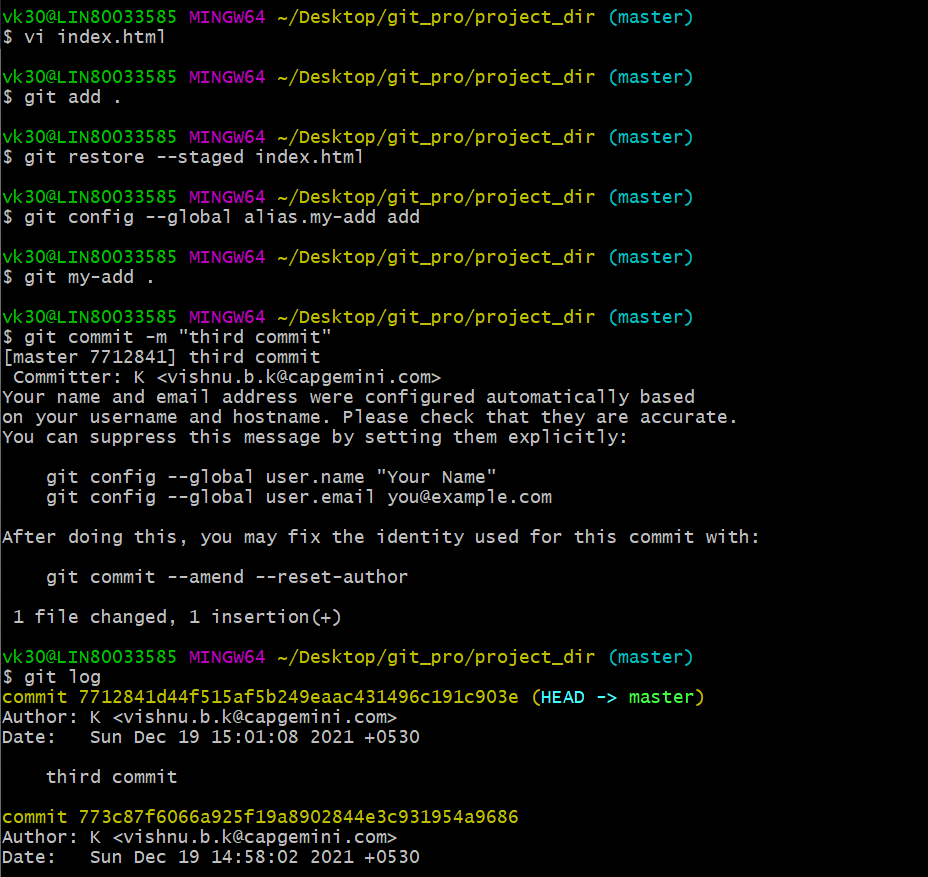 vk30@LIN80033585 MINGW64 ~/Desktop/git_pro/project_dir (master)
$ vi index.html
vk30@LIN80033585 MINGW64 ~/Desktop/git_pro/project_dir (master)
$ git add .
vk30@LIN80033585 MINGW64 ~/Desktop/git_pro/project_dir (master)
$ git restore --staged index.html
vk30@LIN80033585 MINGW64 ~/Desktop/git_pro/project_dir (master)
$ git config --global alias.my-add add
vk30@LIN80033585 MINGW64 ~/Desktop/git_pro/project_dir (master)
$ git my-add .
vk30@LIN80033585 MINGW64 ~/Desktop/git_pro/project_dir (master)
$ git commit -m "third commit"
[master 7712841] third commit
 Committer: K <vishnu.b.k@capgemini.com>
Your name and email address were configured automatically based
on your username and hostname. Please check that they are accurate.
You can suppress this message by setting them explicitly:
    git config --global user.name "Your Name"
    git config --global user.email you@example.com
After doing this, you may fix the identity used for this commit with:
    git commit --amend --reset-author
 1 file changed, 1 insertion(+)
vk30@LIN80033585 MINGW64 ~/Desktop/git_pro/project_dir (master)
$ git log
commit 7712841d44f515af5b249eaac431496c191c903e (HEAD -> master)
Author: K <vishnu.b.k@capgemini.com>
Date:   Sun Dec 19 15:01:08 2021 +0530
    third commit
commit 773c87f6066a925f19a8902844e3c931954a9686
Author: K <vishnu.b.k@capgemini.com>
Date:   Sun Dec 19 14:58:02 2021 +0530